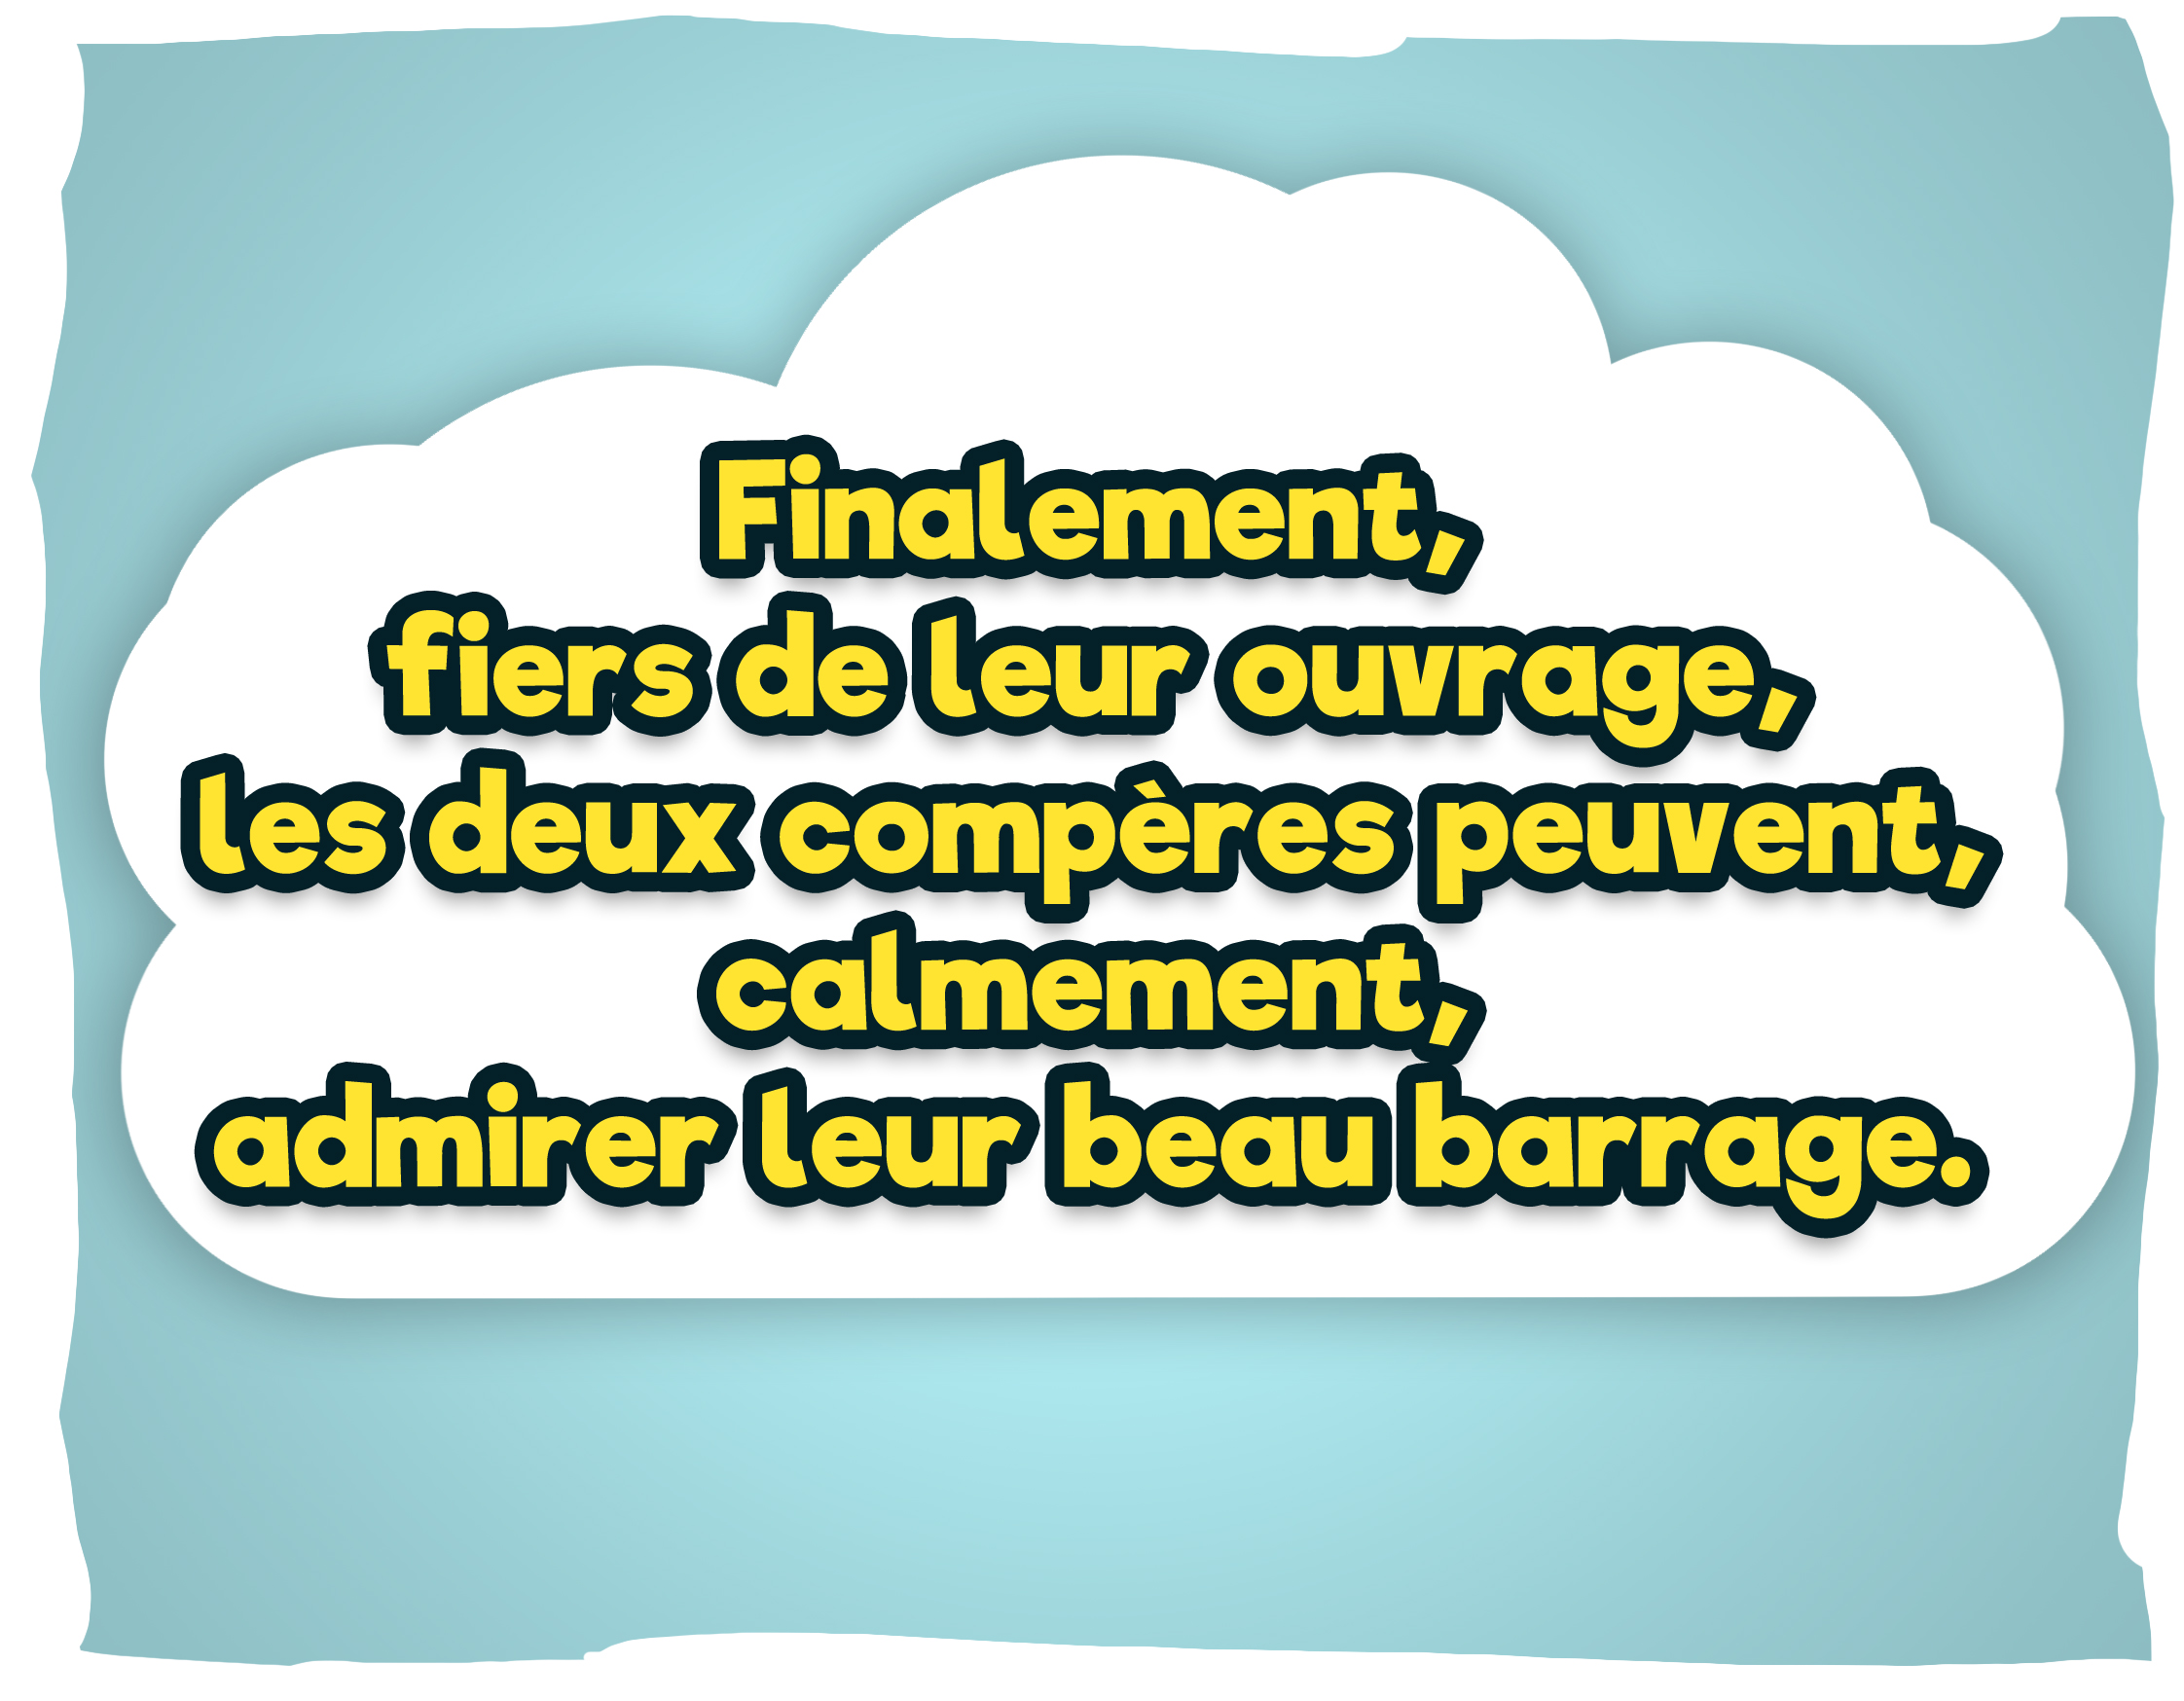 Finalement,
fiers de leur ouvrage,
les deux compères peuvent,
calmement,
admirer leur beau barrage.